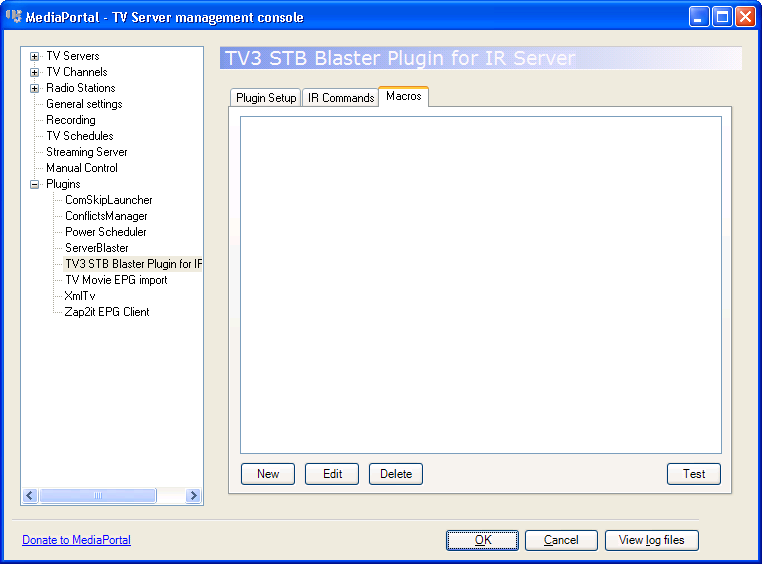 MediaPortal - TV Server management console
TV Servers
TV Channels
Radio Stations
General settings
Recording
TV Schedules
Streaming Server
Manual Control
Plugins
ComSkipLauncher
ConflictsManager
Power Scheduler
ServerBlaster
TV3 STB Blaster Plugin for IR
TV Movie EPG import
XmlTv
Zap2it EPG Client
TV3 STB Blaster Plugin for IR Server
Plugin Setup IR Commands Macros
New Edit Delete Test
Donate to MediaPortal
OK Cancel View log files